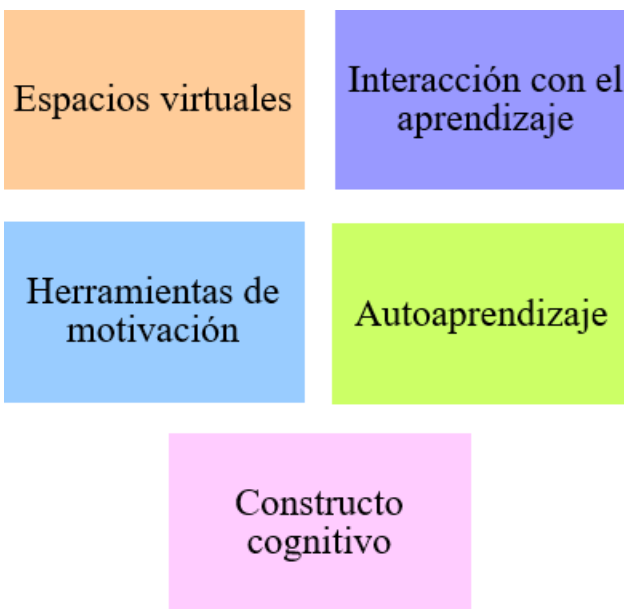 Espacios virtuales
Interacción con el
aprendizaje
Herramientas de
motivación
Autoaprendizaje
Constructo
cognitivo